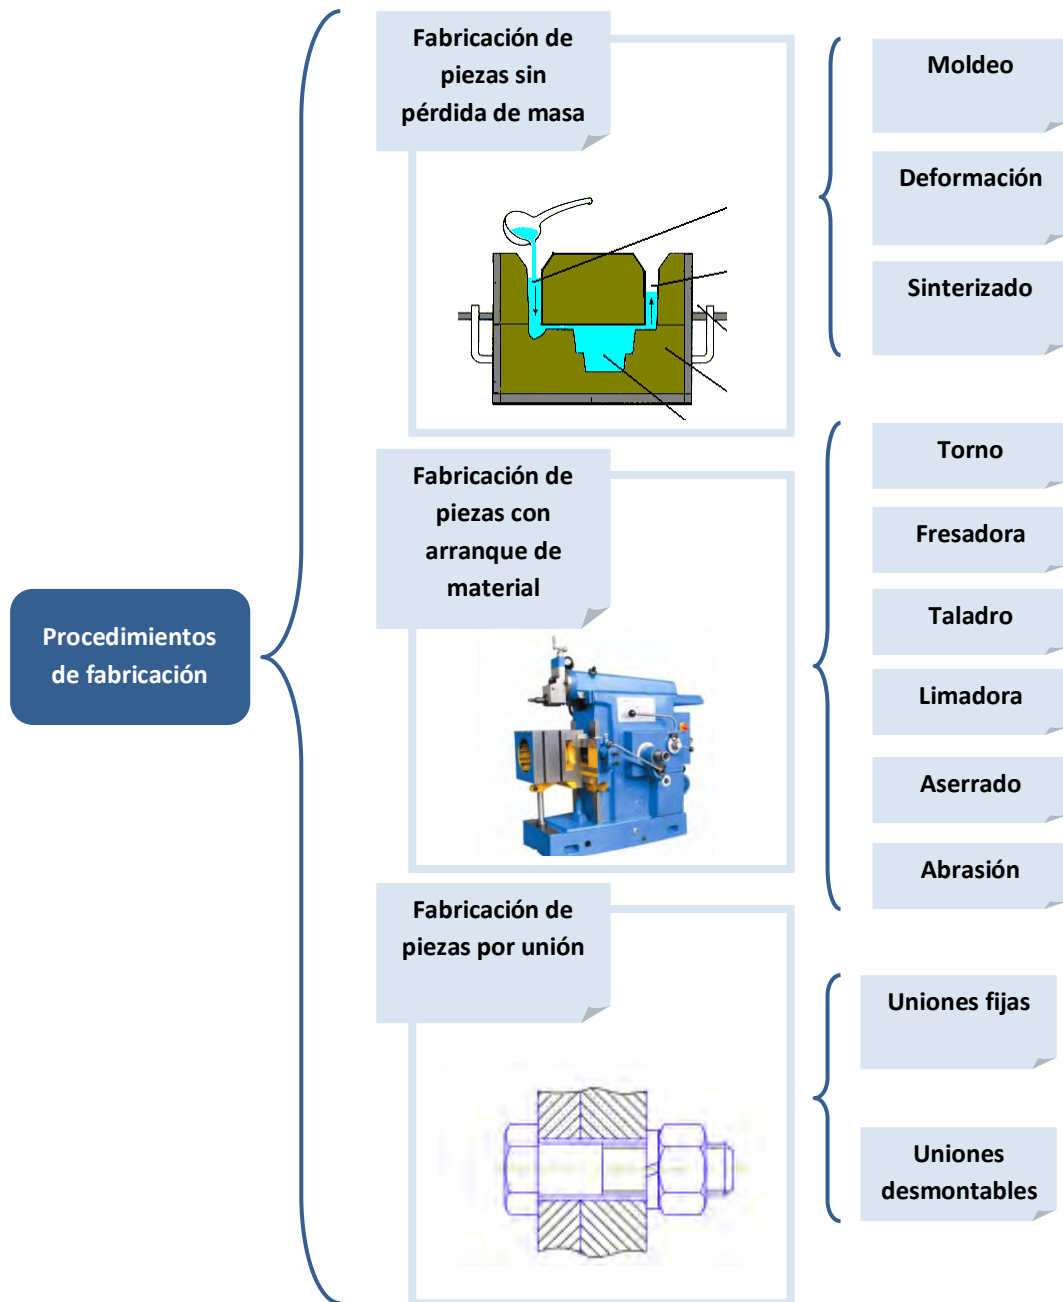 Procedimientos
de fabricación
Fabricación de
piezas sin
pérdida de masa
Moldeo
Deformación
Sinterizado
Fabricación de
piezas con
arranque de
material
Torno
Fresadora
Taladro
Limadora
Aserrado
Abrasión
Fabricación de
piezas por unión
Uniones fijas
Uniones
desmontables